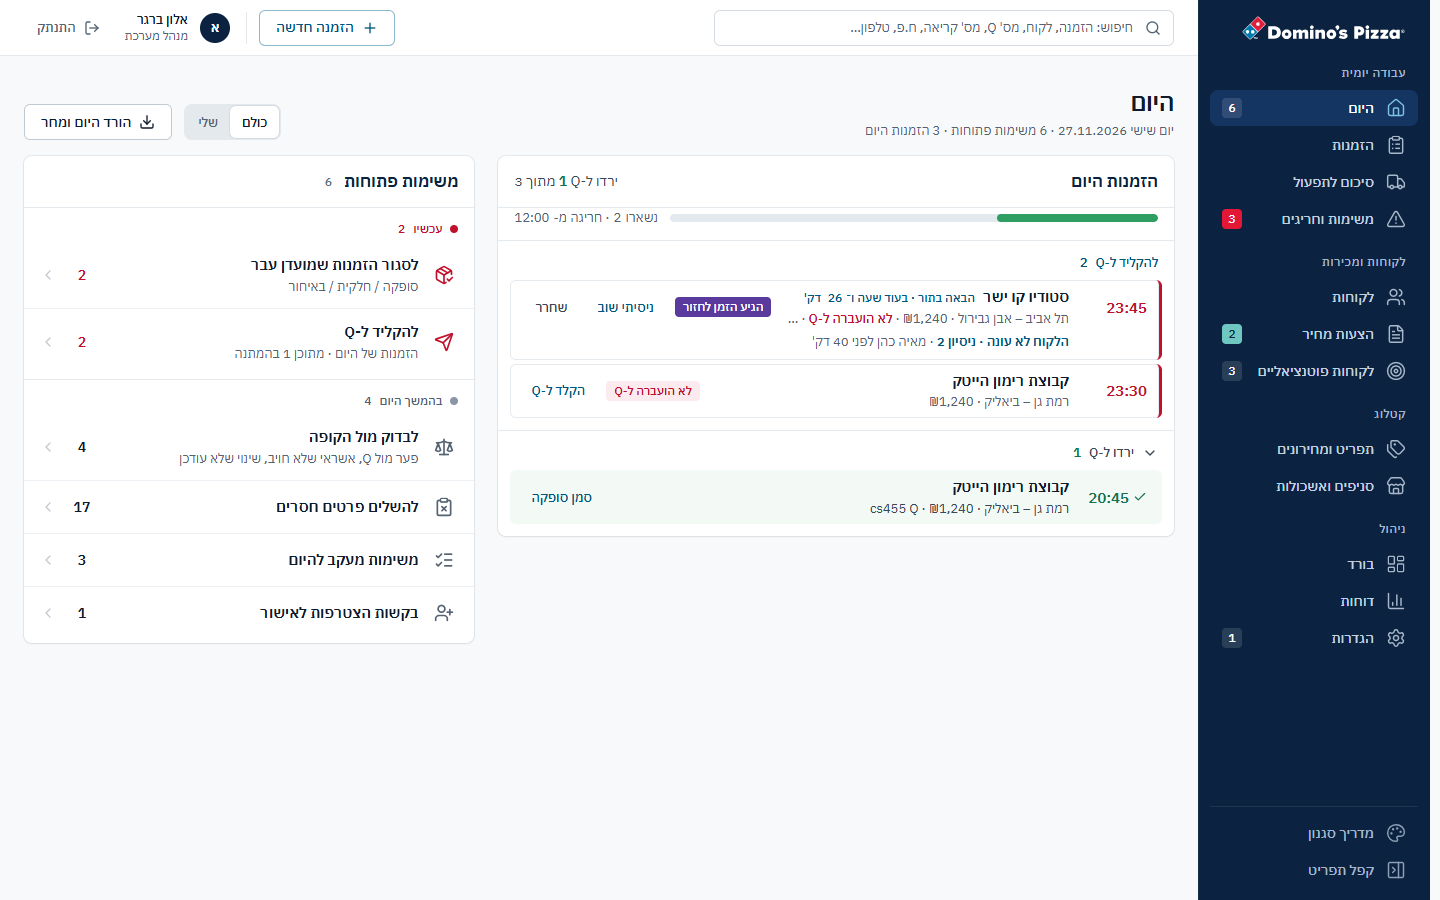 Domino's Pizza
עבודה יומית
היום 6
הזמנות
סיכום לתפעול
משימות וחריגים 3
לקוחות ומכירות
לקוחות
הצעות מחיר 2
לקוחות פוטנציאליים 3
קטלוג
תפריט ומחירונים
סניפים ואשכולות
ניהול
בורד
דוחות
הגדרות 1
מדריך סגנון
קפל תפריט
חיפוש: הזמנה, לקוח, מס' Q, מס' קריאה, ח.פ, טלפון...
הזמנה חדשה
א
אלון ברגר
מנהל מערכת
התנתק
היום
יום שישי 27.11.2026 · 6 משימות פתוחות · 3 הזמנות היום
כולם
שלי
הורד היום ומחר
הזמנות היום
ירדו ל-Q 1 מתוך 3
נשארו 2 · חריגה מ- 12:00
להקליד ל-Q 2
23:45
סטודיו קו ישר הבאה בתור · בעוד שעה ו־ 26 דק'
תל אביב – אבן גבירול · ₪1,240 · לא הועברה ל-Q · ...
הלקוח לא עונה · ניסיון 2 · מאיה כהן לפני 40 דק'
הגיע הזמן לחזור
ניסיתי שוב
שחרר
23:30
קבוצת רימון הייטק
רמת גן – ביאליק · ₪1,240
לא הועברה ל-Q
הקלד ל-Q
ירדו ל-Q 1
20:45
קבוצת רימון הייטק
רמת גן – ביאליק · ₪1,240 · Q cs455
סמן סופקה
משימות פתוחות 6
עכשיו 2
לסגור הזמנות שמועדן עבר
סופקה / חלקית / באיחור
2
להקליד ל-Q
הזמנות של היום · מתוכן 1 בהמתנה
2
בהמשך היום 4
לבדוק מול הקופה
פער מול Q, אשראי שלא חויב, שינוי שלא עודכן
4
להשלים פרטים חסרים 17
משימות מעקב להיום 3
בקשות הצטרפות לאישור 1